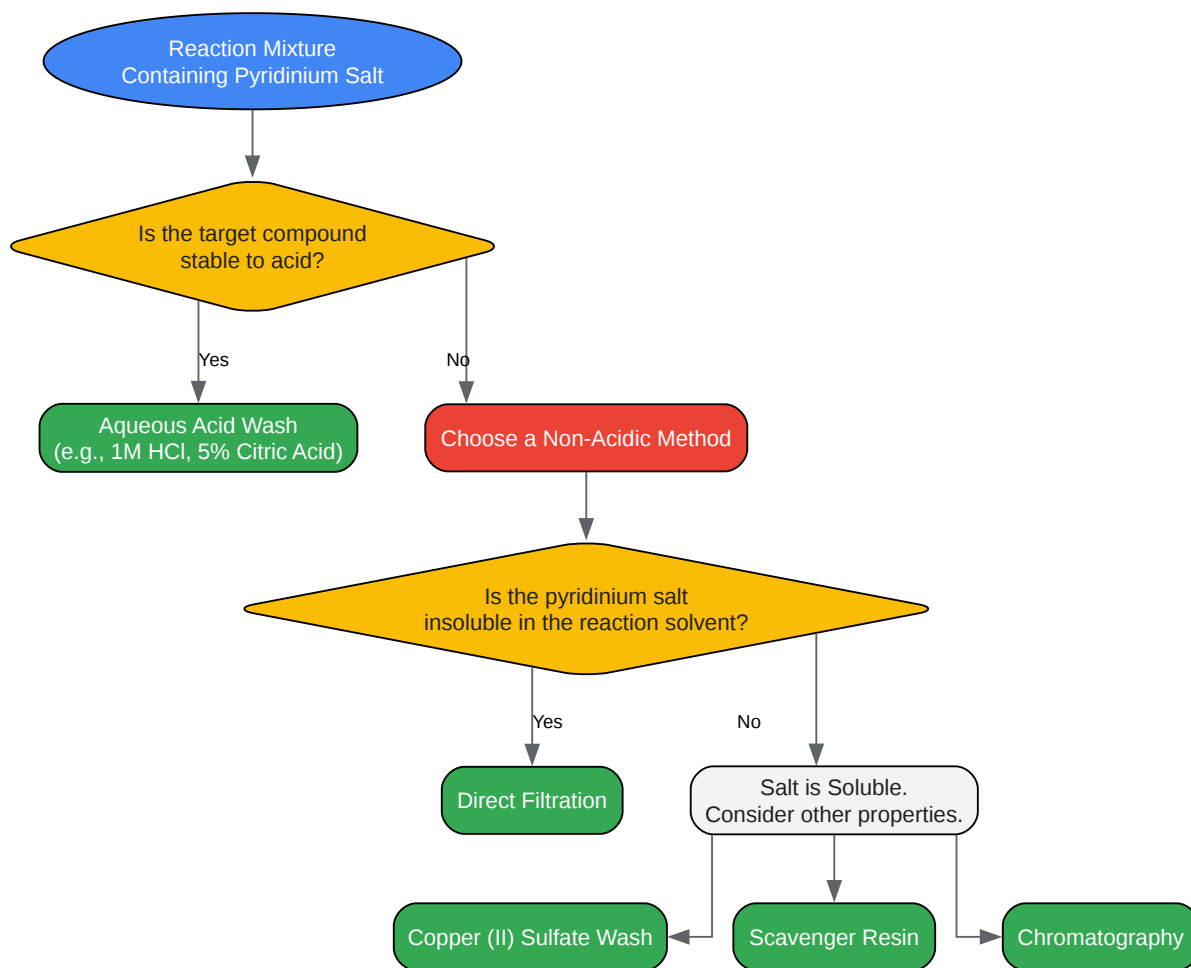 Reaction Mixture
Containing Pyridinium Salt
Is the target compound
stable to acid?
Yes
No
Aqueous Acid Wash
(e.g., 1M HCl, 5% Citric Acid)
Choose a Non-Acidic Method
Is the pyridinium salt
insoluble in the reaction solvent?
Yes
No
Direct Filtration
Salt is Soluble.
Consider other properties.
Copper (II) Sulfate Wash
Scavenger Resin
Chromatography